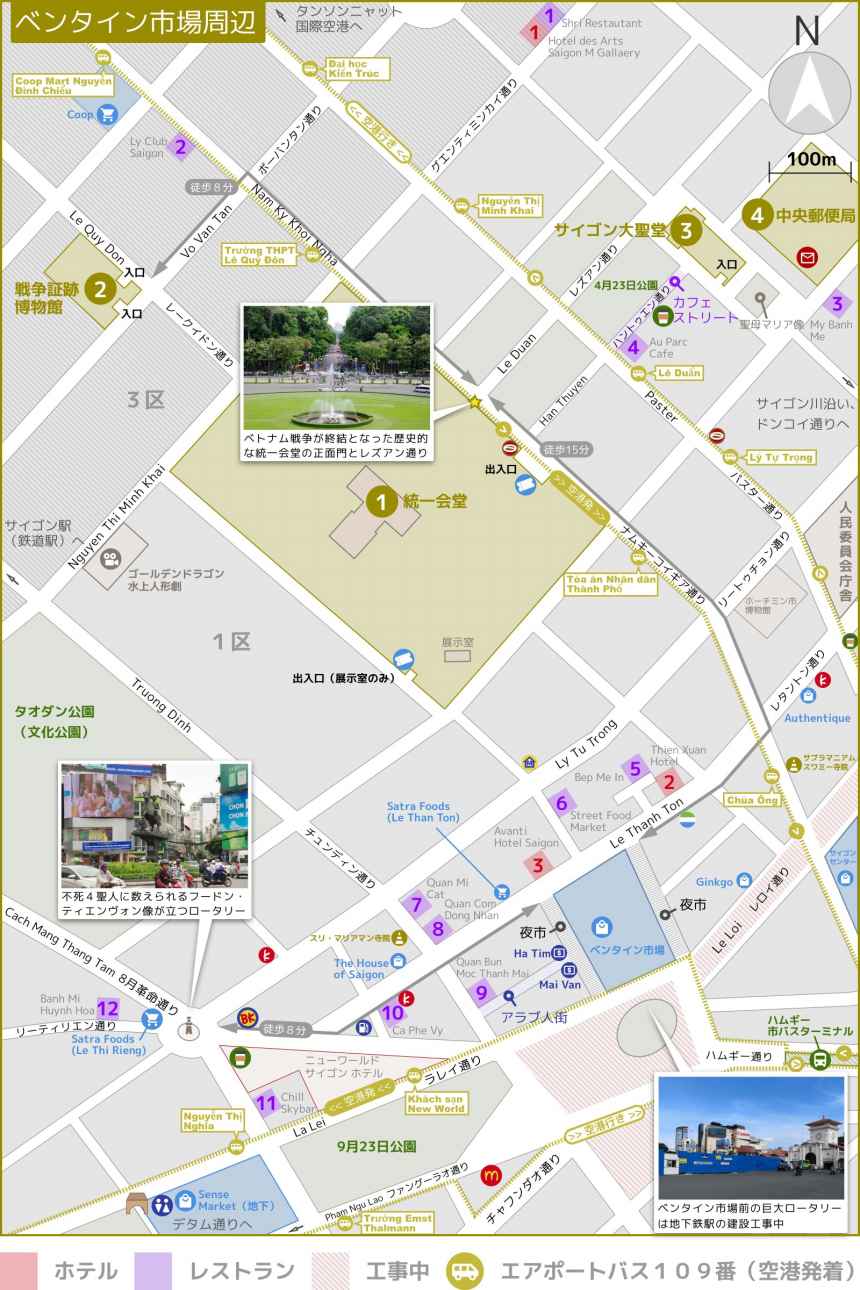 ベンタイン市場周辺
タンソンニャット
国際空港へ
1
1
Shri Restautant
Hotel des Arts
Saigon M Gallaery
N
100m
Coop Mart Nguyễn
Đình Chiểu
Coop
Đại học
Kiến Trúc
<< 空港行き <<
グエンティミンカイ通り
ボーバンタン通り
Ly Club
Saigon
2
徒歩8分
Nam Ky Khoi Ngha
Vo Van Tan
Le Quy Don
Nguyễn Thị
Minh Khai
サイゴン大聖堂
3
4
中央郵便局
入口
Trường THPT
Lê Quý Đôn
戦争証跡
博物館
2
入口
入口
レークイドン通り
レズアン通り
4月23日公園
ハントゥエン通り
カフェ
ストリート
聖母マリア像
3
My Banh
Me
4
Au Parc
Cafe
Le Duan
Han Thuyen
Lê Duẩn
Paster
サイゴン川沿い、
ドンコイ通りへ
3区
ベトナム戦争が終結となった歴史的
な統一会堂の正面門とレズアン通り
徒歩15分
出入口
Lý Tự Trọng
パスター通り
<< 空港発 >>
1
統一会堂
人民委員会庁舎
サイゴン駅
（鉄道駅）へ
Nguyen Thi Minh Khai
ゴールデンドラゴン
水上人形劇
ナムキーコイギア通り
リートゥチョン通り
Tòa án Nhân dân
Thành Phố
ホーチミン市
博物館
1区
展示室
出入口（展示室のみ）
レタントン通り
Authentique
タオダン公園
（文化公園）
Truong Dinh
Ly Tu Trong
Thien Xuan
Hotel
5
Bep Me In
2
サブラマニアム
スワミー寺院
Chùa Ông
6
Street Food
Market
Le Thanh Ton
Satra Foods
(Le Than Ton)
Avanti
Hotel Saigon
3
チュンディン通り
サイゴン
センター
不死４聖人に数えられるフードン・
ティエンヴォン像が立つロータリー
Quan Mi
Cat
7
Quan Com
Dong Nhan
8
Ginkgo
レロイ通り
Le Loi
夜市
夜市
ベンタイン市場
Cach Mang Thang Tam 8月革命通り
スリ・マリアマン寺院
The House
of Saigon
Ha Tim
Mai Van
Quan Bun
Moc Thanh Mai
9
アラブ人街
Banh Mi
Huynh Hoa
12
リーティリエン通り
Satra Foods
(Le Thi Rieng)
BK
徒歩8分
10
Ca Phe Vy
ハムギー
市バスターミナル
ハムギー通り
ニューワールド
サイゴン ホテル
ラレイ通り
11
Chill
Skybar
<< 空港発 <<
Khách sạn
New World
Nguyễn Thị
Nghĩa
La Lei
9月23日公園
>> 空港行き >>
ベンタイン市場前の巨大ロータリー
は地下鉄駅の建設工事中
Sense
Market（地下）
デタム通りへ
Pham Ngu Lao ファングーラオ通り
チャフンダオ通り
Trường Emst
Thalmann
ホテル
レストラン
工事中
エアポートバス１０９番（空港発着）